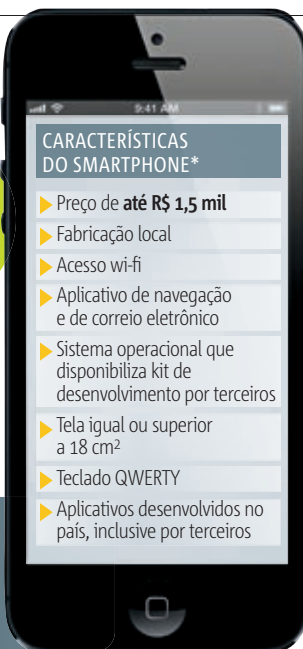 9:41 AM
CARACTERÍSTICAS
DO SMARTPHONE*
Preço de até R$ 1,5 mil
Fabricação local
Acesso wi-fi
Aplicativo de navegação
e de correio eletrônico
Sistema operacional que
disponibiliza kit de
desenvolvimento por terceiros
Tela igual ou superior
a 18 cm²
Teclado QWERTY
Aplicativos desenvolvidos no
país, inclusive por terceiros